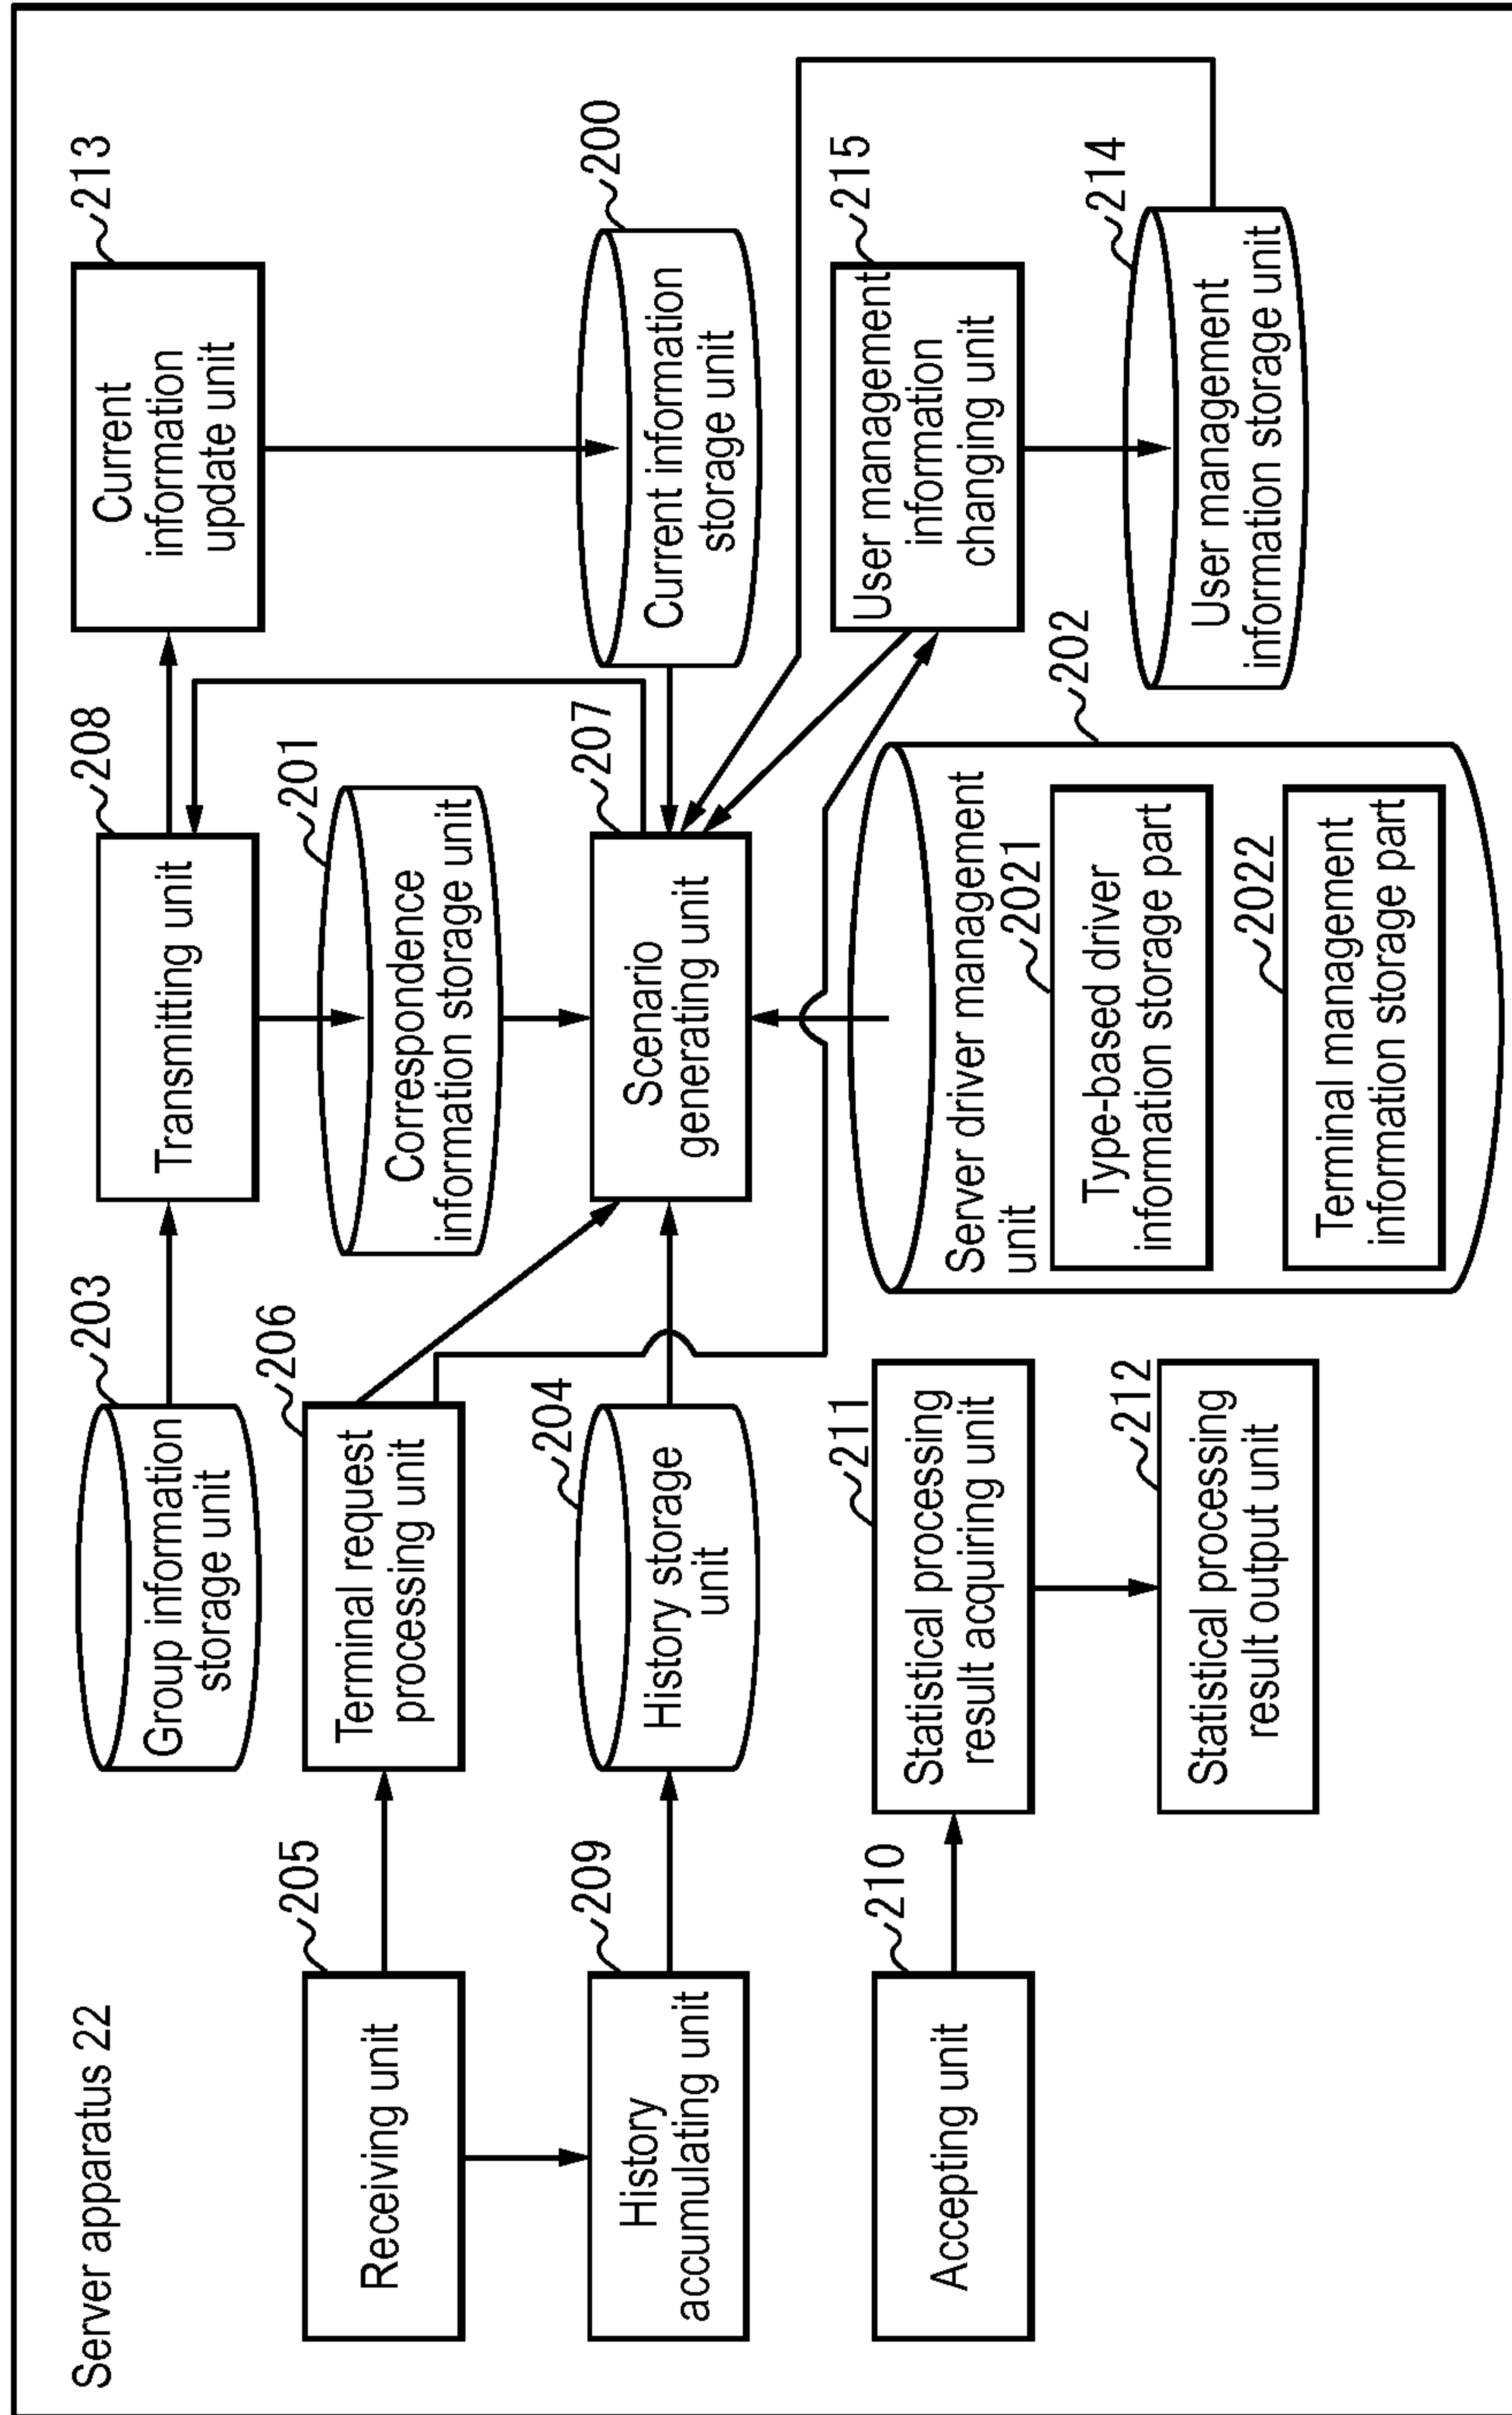 Server apparatus 22
203
Group information
storage unit
208
Transmitting unit
213
Current
information
update unit
205
Receiving unit
206
Terminal request
processing unit
201
Correspondence
information storage unit
209
History
accumulating unit
204
History storage
unit
207
Scenario
generating unit
200
Current information
storage unit
210
Accepting unit
211
Statistical processing
result acquiring unit
212
Statistical processing
result output unit
202
Server driver management
unit
2021
Type-based driver
information storage part
2022
Terminal management
information storage part
215
User management
information
changing unit
214
User management
information storage unit